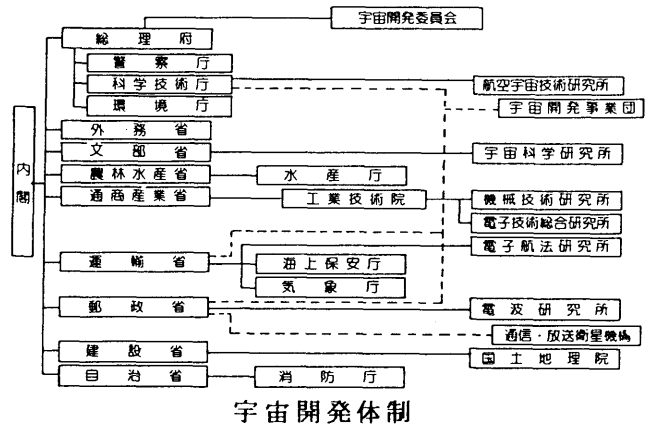 宇宙開発委員会
総理府
警察庁
科学技術庁
航空宇宙技術研究所
環境庁
宇宙開発事業団
外務省
文部省
宇宙科学研究所
内閣
農林水産省
水産庁
通商産業省
工業技術院
機械技術研究所
電子技術総合研究所
電子航法研究所
運輸省
海上保安庁
気象庁
郵政省
電波研究所
通信・放送衛星機構
建設省
国土地理院
自治省
消防庁
宇宙開発体制